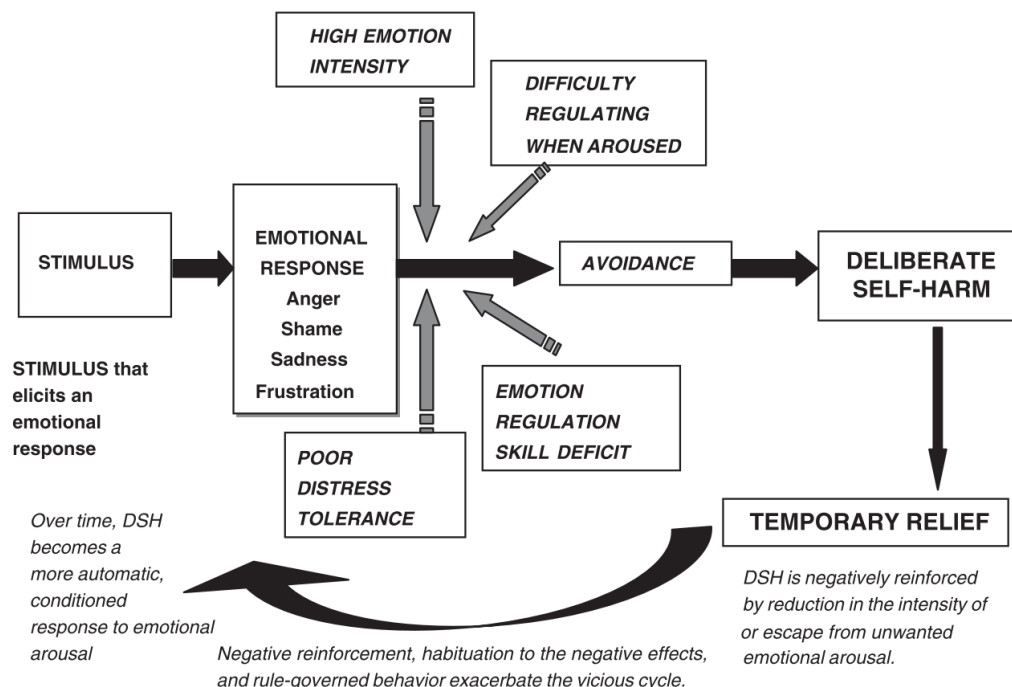 HIGH EMOTION
INTENSITY
DIFFICULTY
REGULATING
WHEN AROUSED
STIMULUS
EMOTIONAL
RESPONSE
Anger
Shame
Sadness
Frustration
AVOIDANCE
DELIBERATE
SELF-HARM
STIMULUS that
elicits an
emotional
response
EMOTION
REGULATION
SKILL DEFICIT
POOR
DISTRESS
TOLERANCE
TEMPORARY RELIEF
Over time, DSH
becomes a
more automatic,
conditioned
response to emotional
arousal
DSH is negatively reinforced
by reduction in the intensity of
or escape from unwanted
emotional arousal.
Negative reinforcement, habituation to the negative effects,
and rule-governed behavior exacerbate the vicious cycle.